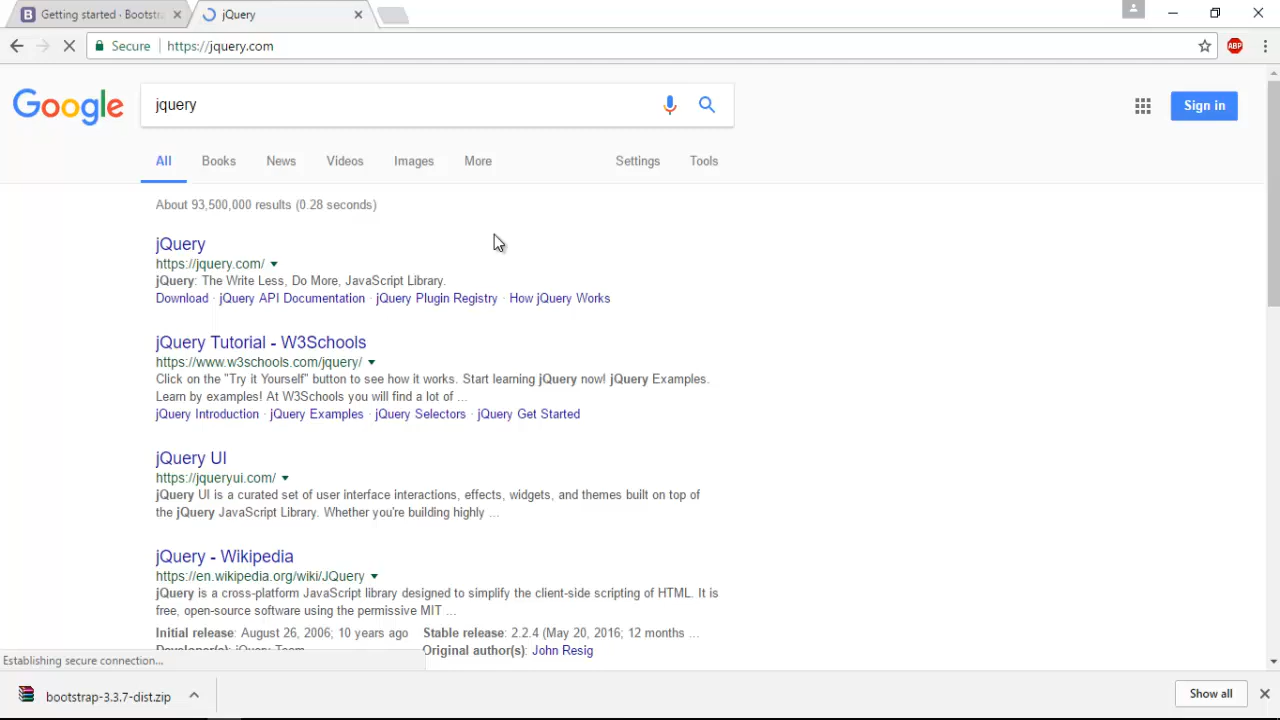 Getting started · Bootstra
jQuery
Secure
https://jquery.com
ABP
Google
jquery
Sign in
All
Books
News
Videos
Images
More
Settings
Tools
About 93,500,000 results (0.28 seconds)
jQuery
https://jquery.com/
jQuery: The Write Less, Do More, JavaScript Library.
Download · jQuery API Documentation · jQuery Plugin Registry · How jQuery Works
jQuery Tutorial - W3Schools
https://www.w3schools.com/jquery/
Click on the "Try it Yourself" button to see how it works. Start learning jQuery now! jQuery Examples.
Learn by examples! At W3Schools you will find a lot of ...
jQuery Introduction · jQuery Examples · jQuery Selectors · jQuery Get Started
jQuery UI
https://jqueryui.com/
jQuery UI is a curated set of user interface interactions, effects, widgets, and themes built on top of
the jQuery JavaScript Library. Whether you're building highly ...
jQuery - Wikipedia
https://en.wikipedia.org/wiki/JQuery
jQuery is a cross-platform JavaScript library designed to simplify the client-side scripting of HTML. It is
free, open-source software using the permissive MIT ...
Initial release: August 26, 2006; 10 years ago Stable release: 2.2.4 (May 20, 2016; 12 months ...
Developer(s): jQuery Team Original author(s): John Resig
Establishing secure connection...
bootstrap-3.3.7-dist.zip
Show all